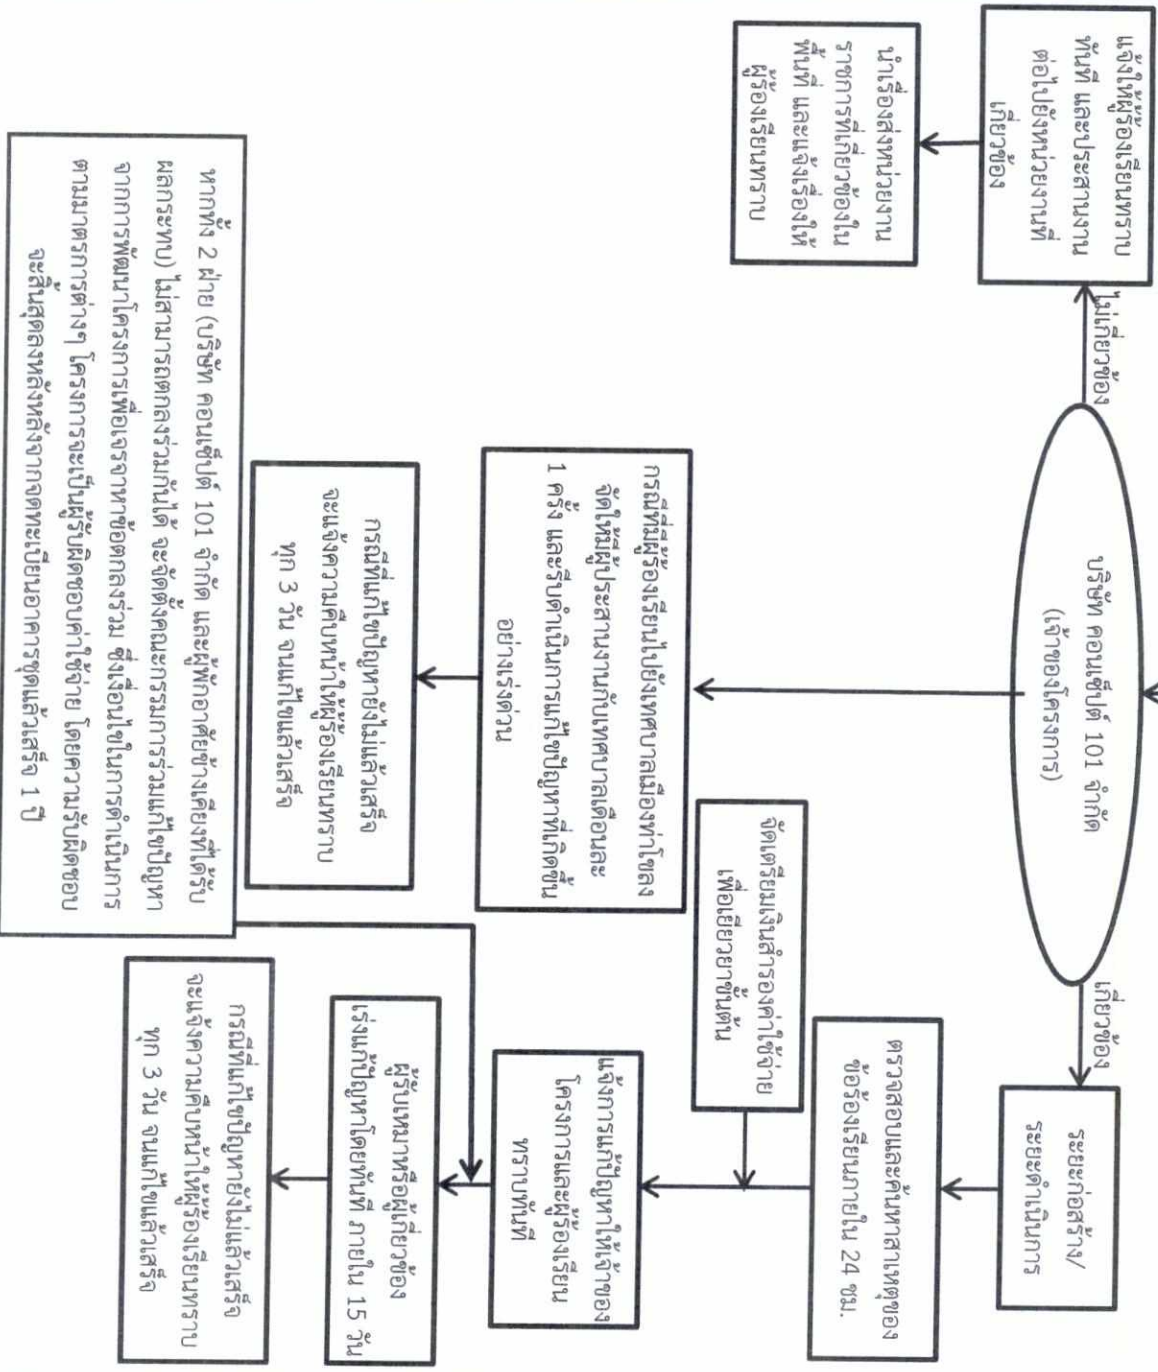 บริษัท คอนเซ็ปต์ 101 จำกัด
(เจ้าของโครงการ)
ไม่เกี่ยวข้อง
เกี่ยวข้อง
แจ้งให้ผู้ร้องเรียนทราบ
ทันที และประสานงาน
ต่อไปยังหน่วยงานที่
เกี่ยวข้อง
นำเรื่องส่งหน่วยงาน
ราชการที่เกี่ยวข้องใน
พื้นที่ และแจ้งเรื่องให้
ผู้ร้องเรียนทราบ
กรณีที่มีผู้ร้องเรียนไปยังเทศบาลเมืองท่าโขลง
จัดให้มีผู้ประสานงานกับเทศบาลเดือนละ
1 ครั้ง และรีบดำเนินการแก้ไขปัญหาที่เกิดขึ้น
อย่างเร่งด่วน
กรณีที่แก้ไขปัญหายังไม่แล้วเสร็จ
จะแจ้งความคืบหน้าให้ผู้ร้องเรียนทราบ
ทุก 3 วัน จนแก้ไขแล้วเสร็จ
ระยะก่อสร้าง/
ระยะดำเนินการ
ตรวจสอบและค้นหาสาเหตุของ
ข้อร้องเรียนภายใน 24 ชม.
จัดเตรียมเงินสำรองค่าใช้จ่าย
เพื่อเยียวยาขั้นต้น
แจ้งการแก้ปัญหาให้เจ้าของ
โครงการและผู้ร้องเรียน
ทราบทันที
ผู้รับเหมาหรือผู้เกี่ยวข้อง
เร่งแก้ปัญหาโดยทันที ภายใน 15 วัน
กรณีที่แก้ไขปัญหายังไม่แล้วเสร็จ
จะแจ้งความคืบหน้าให้ผู้ร้องเรียนทราบ
ทุก 3 วัน จนแก้ไขแล้วเสร็จ
หากทั้ง 2 ฝ่าย (บริษัท คอนเซ็ปต์ 101 จำกัด และผู้พักอาศัยข้างเคียงที่ได้รับ
ผลกระทบ) ไม่สามารถตกลงร่วมกันได้ จะจัดตั้งคณะกรรมการร่วมแก้ไขปัญหา
จากการพัฒนาโครงการเพื่อเจรจาหาข้อตกลงร่วม ซึ่งเงื่อนไขในการดำเนินการ
ตามมาตรการต่างๆ โครงการจะเป็นผู้รับผิดชอบค่าใช้จ่าย โดยความรับผิดชอบ
จะสิ้นสุดลงหลังหลังจากจดทะเบียนอาคารชุดแล้วเสร็จ 1 ปี